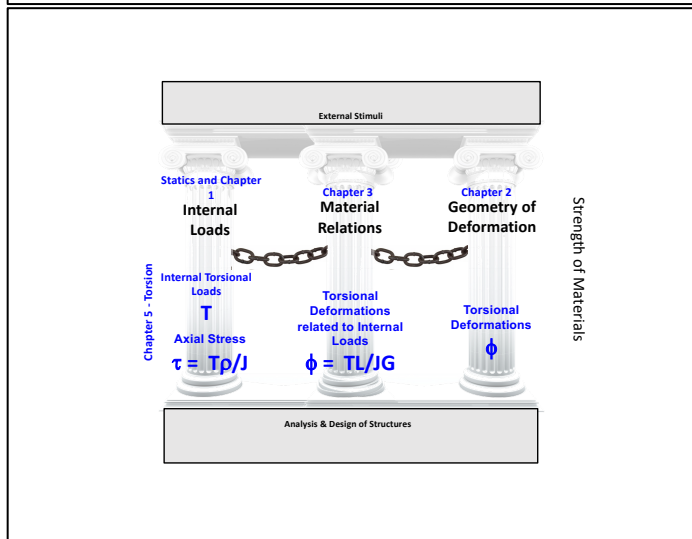 External Stimuli
Statics and Chapter
1
Internal
Loads
Chapter 3
Material
Relations
Chapter 2
Geometry of
Deformation
Strength of Materials
Chapter 5 - Torsion
Internal Torsional
Loads
T
Axial Stress
τ = Tρ/J
Torsional
Deformations
related to Internal
Loads
ϕ = TL/JG
Torsional
Deformations
ϕ
Analysis & Design of Structures